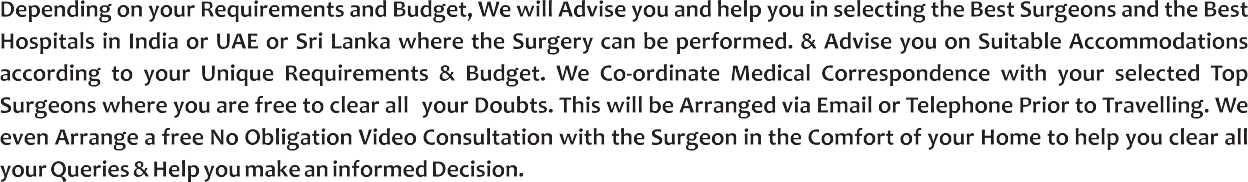 Depending on your Requirements and Budget, We will Advise you and help you in selecting the Best Surgeons and the Best
Hospitals in India or UAE or Sri Lanka where the Surgery can be performed. & Advise you on Suitable Accommodations
according to your Unique Requirements & Budget. We Co-ordinate Medical Correspondence with your selected Top
Surgeons where you are free to clear all  your Doubts. This will be Arranged via Email or Telephone Prior to Travelling. We
even Arrange a free No Obligation Video Consultation with the Surgeon in the Comfort of your Home to help you clear all
your Queries & Help you make an informed Decision.